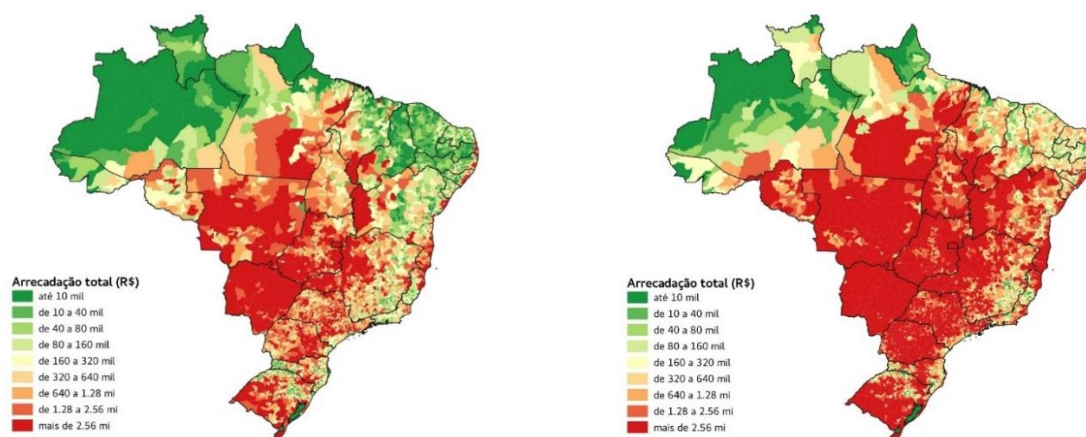 Arrecadação total (R$)
até 10 mil
de 10 a 40 mil
de 40 a 80 mil
de 80 a 160 mil
de 160 a 320 mil
de 320 a 640 mil
de 640 a 1.28 mi
de 1.28 a 2.56 mi
mais de 2.56 mi
Arrecadação total (R$)
até 10 mil
de 10 a 40 mil
de 40 a 80 mil
de 80 a 160 mil
de 160 a 320 mil
de 320 a 640 mil
de 640 a 1.28 mi
de 1.28 a 2.56 mi
mais de 2.56 mi